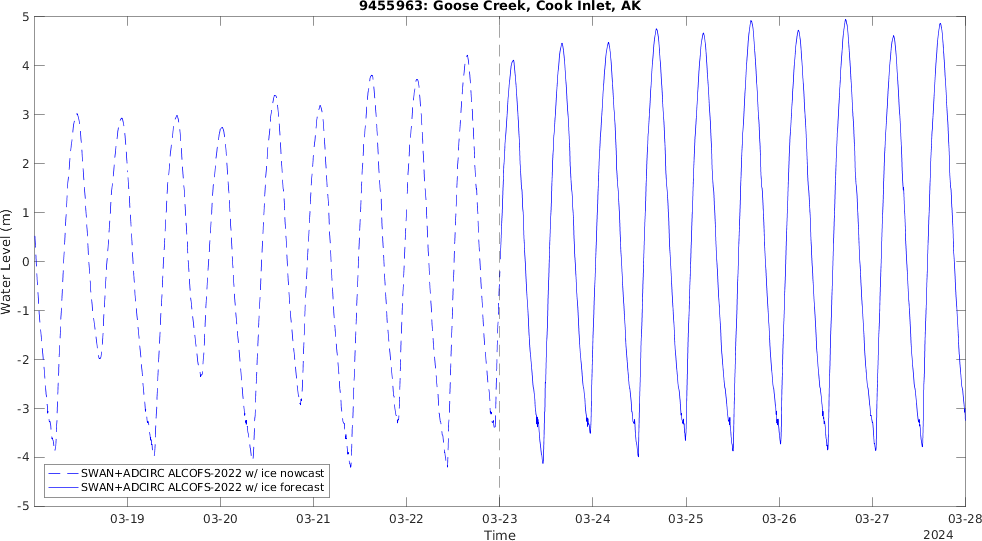 9455963: Goose Creek, Cook Inlet, AK
Water Level (m)
5
4
3
2
1
0
-1
-2
-3
-4
-5
SWAN+ADCIRC ALCOFS-2022 w/ ice nowcast
SWAN+ADCIRC ALCOFS-2022 w/ ice forecast
03-19 03-20 03-21 03-22 03-23 03-24 03-25 03-26 03-27 03-28
Time
2024